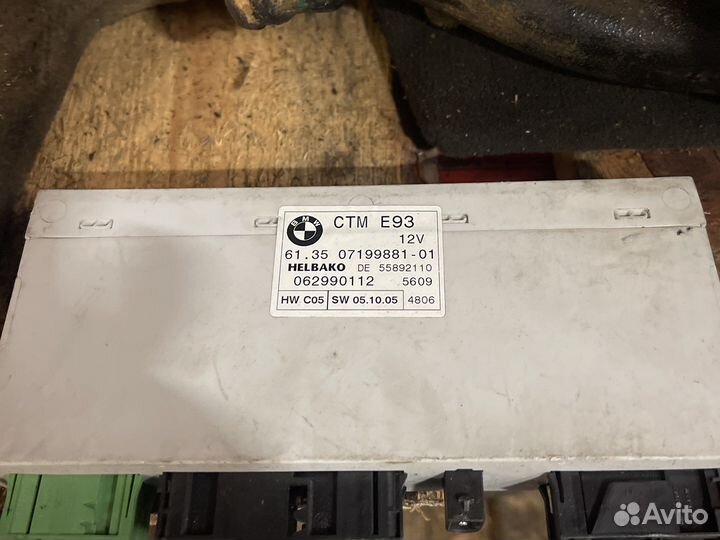 BMW
CTM E93
12V
61.35 07199881-01
HELBAKO DE 55892110
062990112 5609
HW C05 SW 05.10.05 4806
Avito